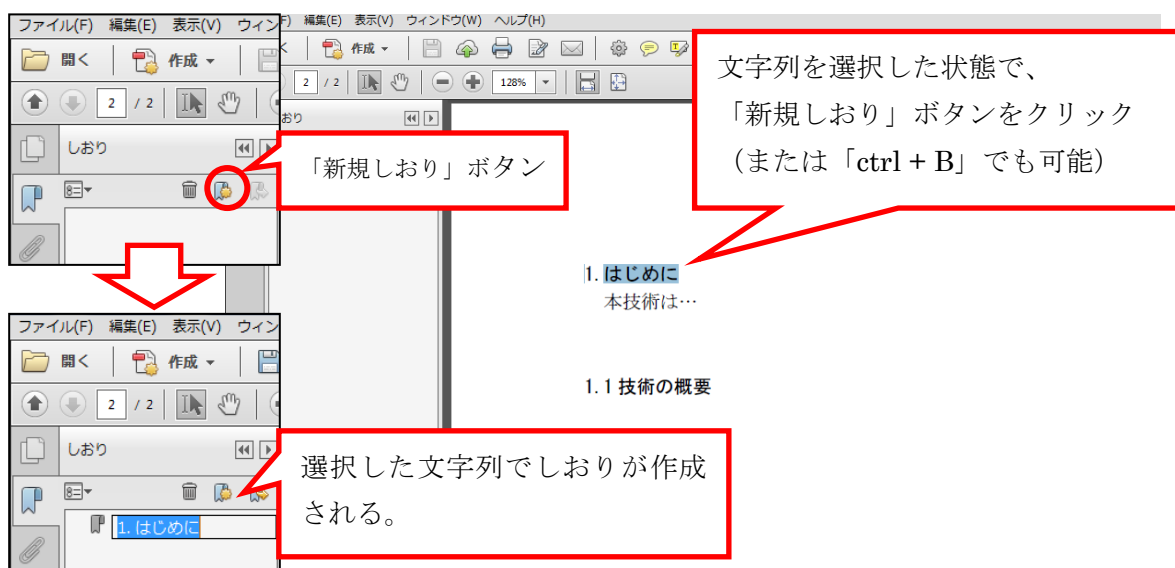 ファイル(F) 編集(E) 表示(V) ウィン
開く 作成
2 / 2
しおり
F) 編集(E) 表示(V) ウィンドウ(W) ヘルプ(H)
作成
2 / 2 128%
おり
「新規しおり」ボタン
文字列を選択した状態で、
「新規しおり」ボタンをクリック
（または「ctrl + B」でも可能）
1. はじめに
本技術は…
1.1 技術の概要
ファイル(F) 編集(E) 表示(V) ウィン
開く 作成
2 / 2
しおり
1. はじめに
選択した文字列でしおりが作成
される。